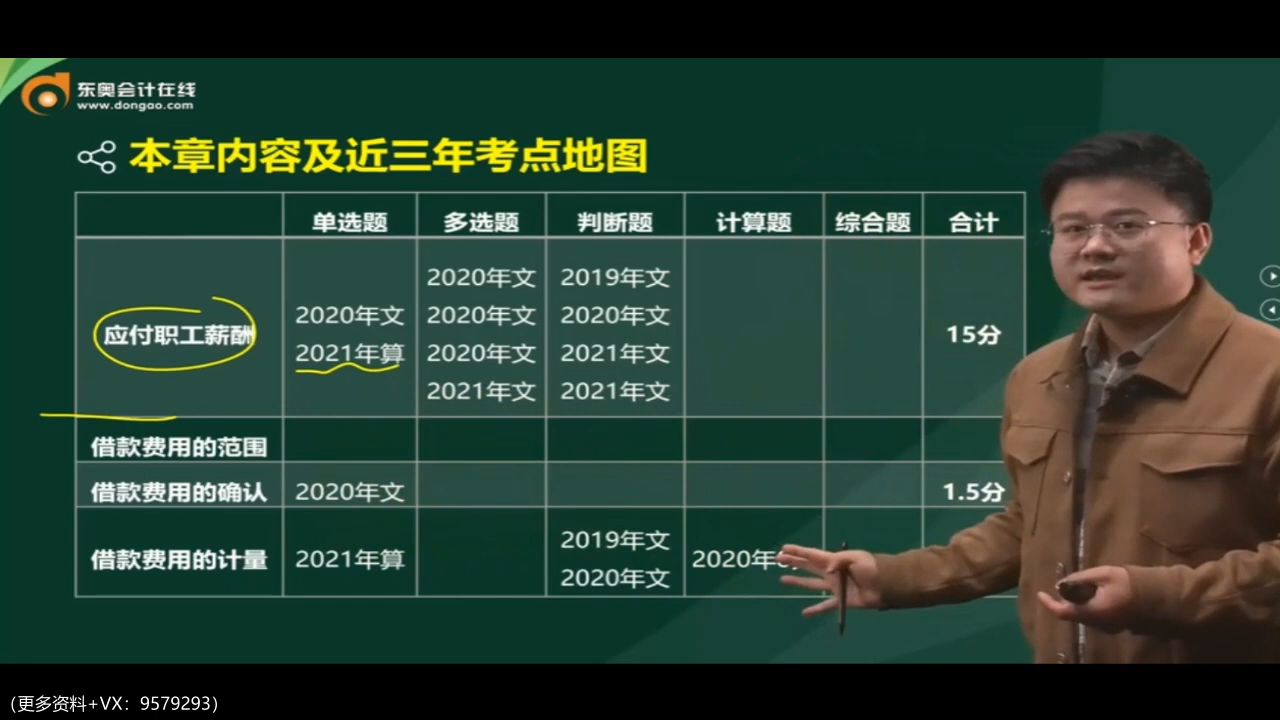 东奥会计在线
www.dongao.com
本章内容及近三年考点地图
单选题 多选题 判断题 计算题 综合题 合计
应付职工薪酬 2020年文 2021年算 2020年文 2020年文 2020年文 2021年文 2019年文 2020年文 2021年文 2021年文 15分
借款费用的范围
借款费用的确认 2020年文 1.5分
借款费用的计量 2021年算 2019年文 2020年文 2020年
(更多资料+VX：9579293)